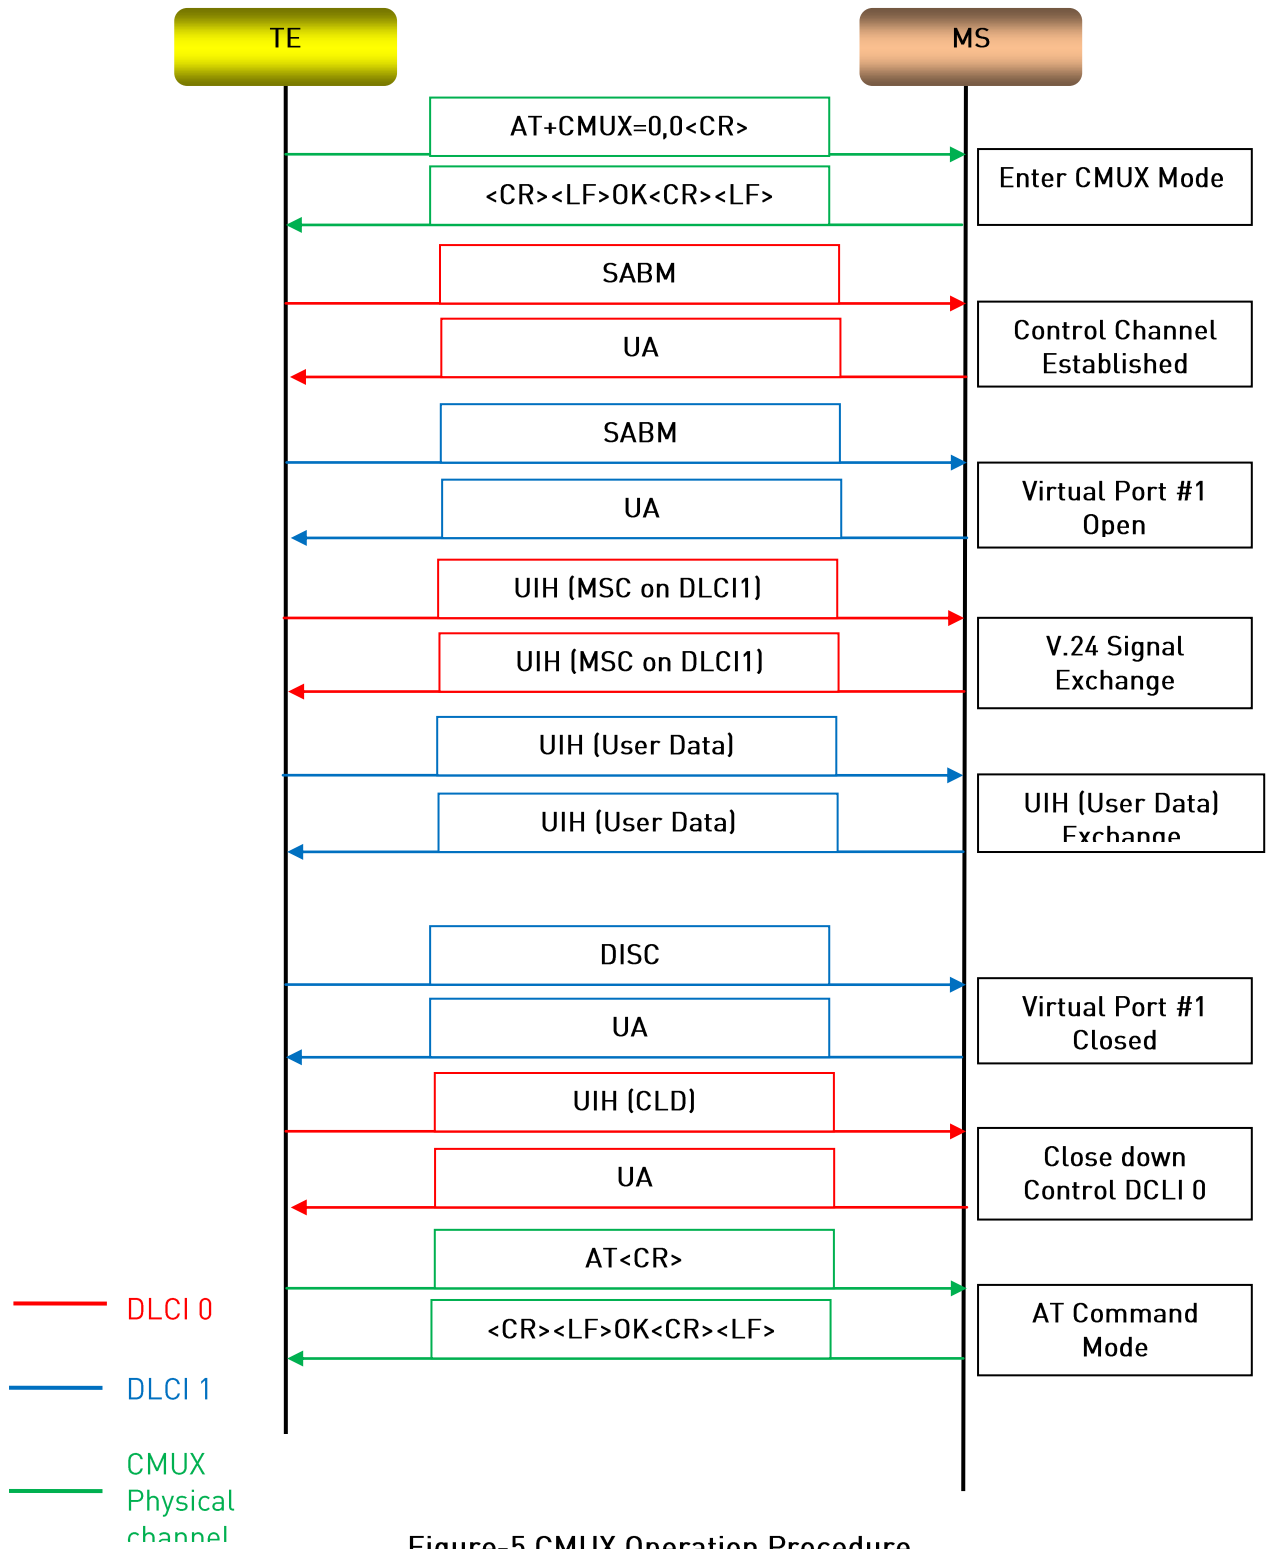 TE
MS
AT+CMUX=0,0<CR>
<CR><LF>OK<CR><LF>
Enter CMUX Mode
SABM
UA
Control Channel
Established
SABM
UA
Virtual Port #1
Open
UIH (MSC on DLCI1)
UIH (MSC on DLCI1)
V.24 Signal
Exchange
UIH (User Data)
UIH (User Data)
UIH (User Data)
Exchange
DISC
UA
Virtual Port #1
Closed
UIH (CLD)
UA
Close down
Control DCLI 0
AT<CR>
<CR><LF>OK<CR><LF>
AT Command
Mode
DLCI 0
DLCI 1
CMUX
Physical
channel
Figure-5 CMUX Operation Procedure